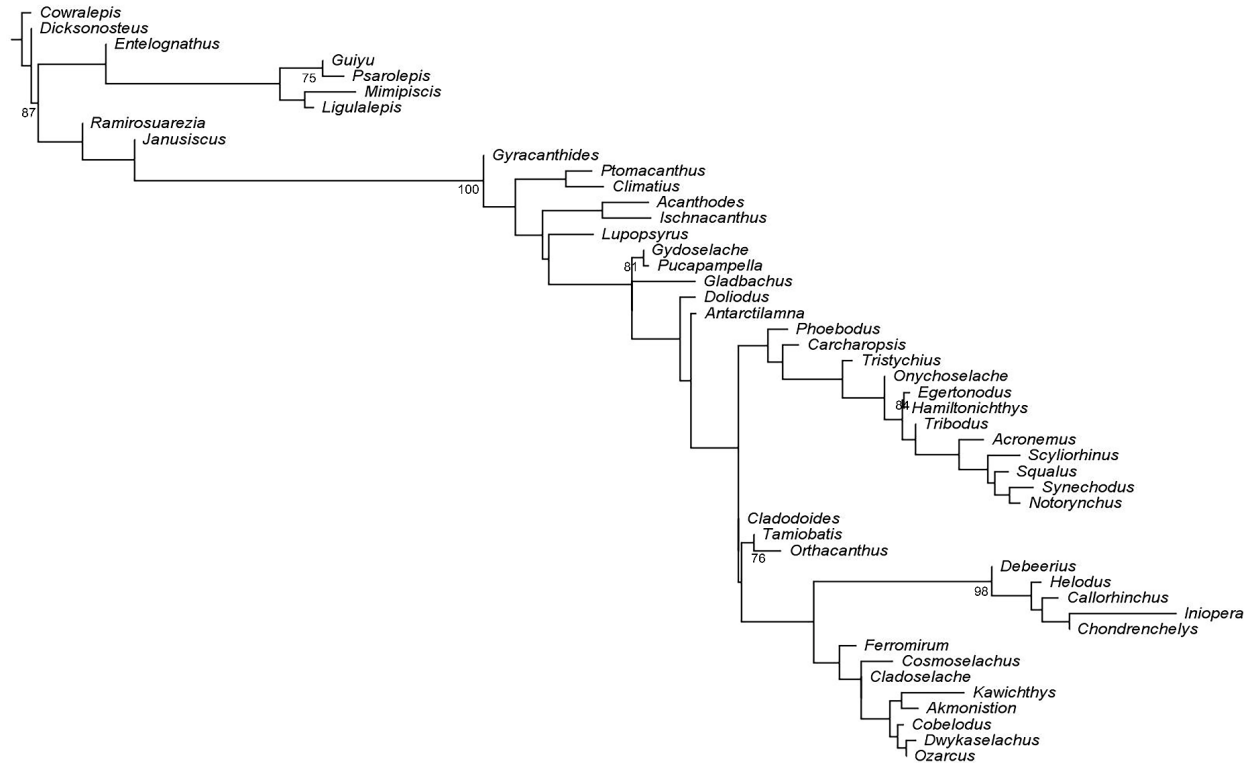 Cowralepis
Dicksonosteus
Entelognathus
Guiyu
75
Psarolepis
Mimipiscis
Ligulalepis
87
Ramirosuarezia
Janusiscus
Gyracanthides
Ptomacanthus
100
Climatius
Acanthodes
Ischnacanthus
Lupopsyrus
Gydoselache
81
Pucapampella
Gladbachus
Doliodus
Antarctilamna
Phoebodus
Carcharopsis
Tristychius
Onychoselache
Egertonodus
84
Hamiltonichthys
Tribodus
Acronemus
Scyliorhinus
Squalus
Synechodus
Notorynchus
Cladodoides
Tamiobatis
Orthacanthus
76
Debeerius
Helodus
98
Callorhinchus
Iniopera
Chondrenchelys
Ferromirum
Cosmoselachus
Cladoselache
Kawichthys
Akmonistion
Cobelodus
Dwykaselachus
Ozarcus